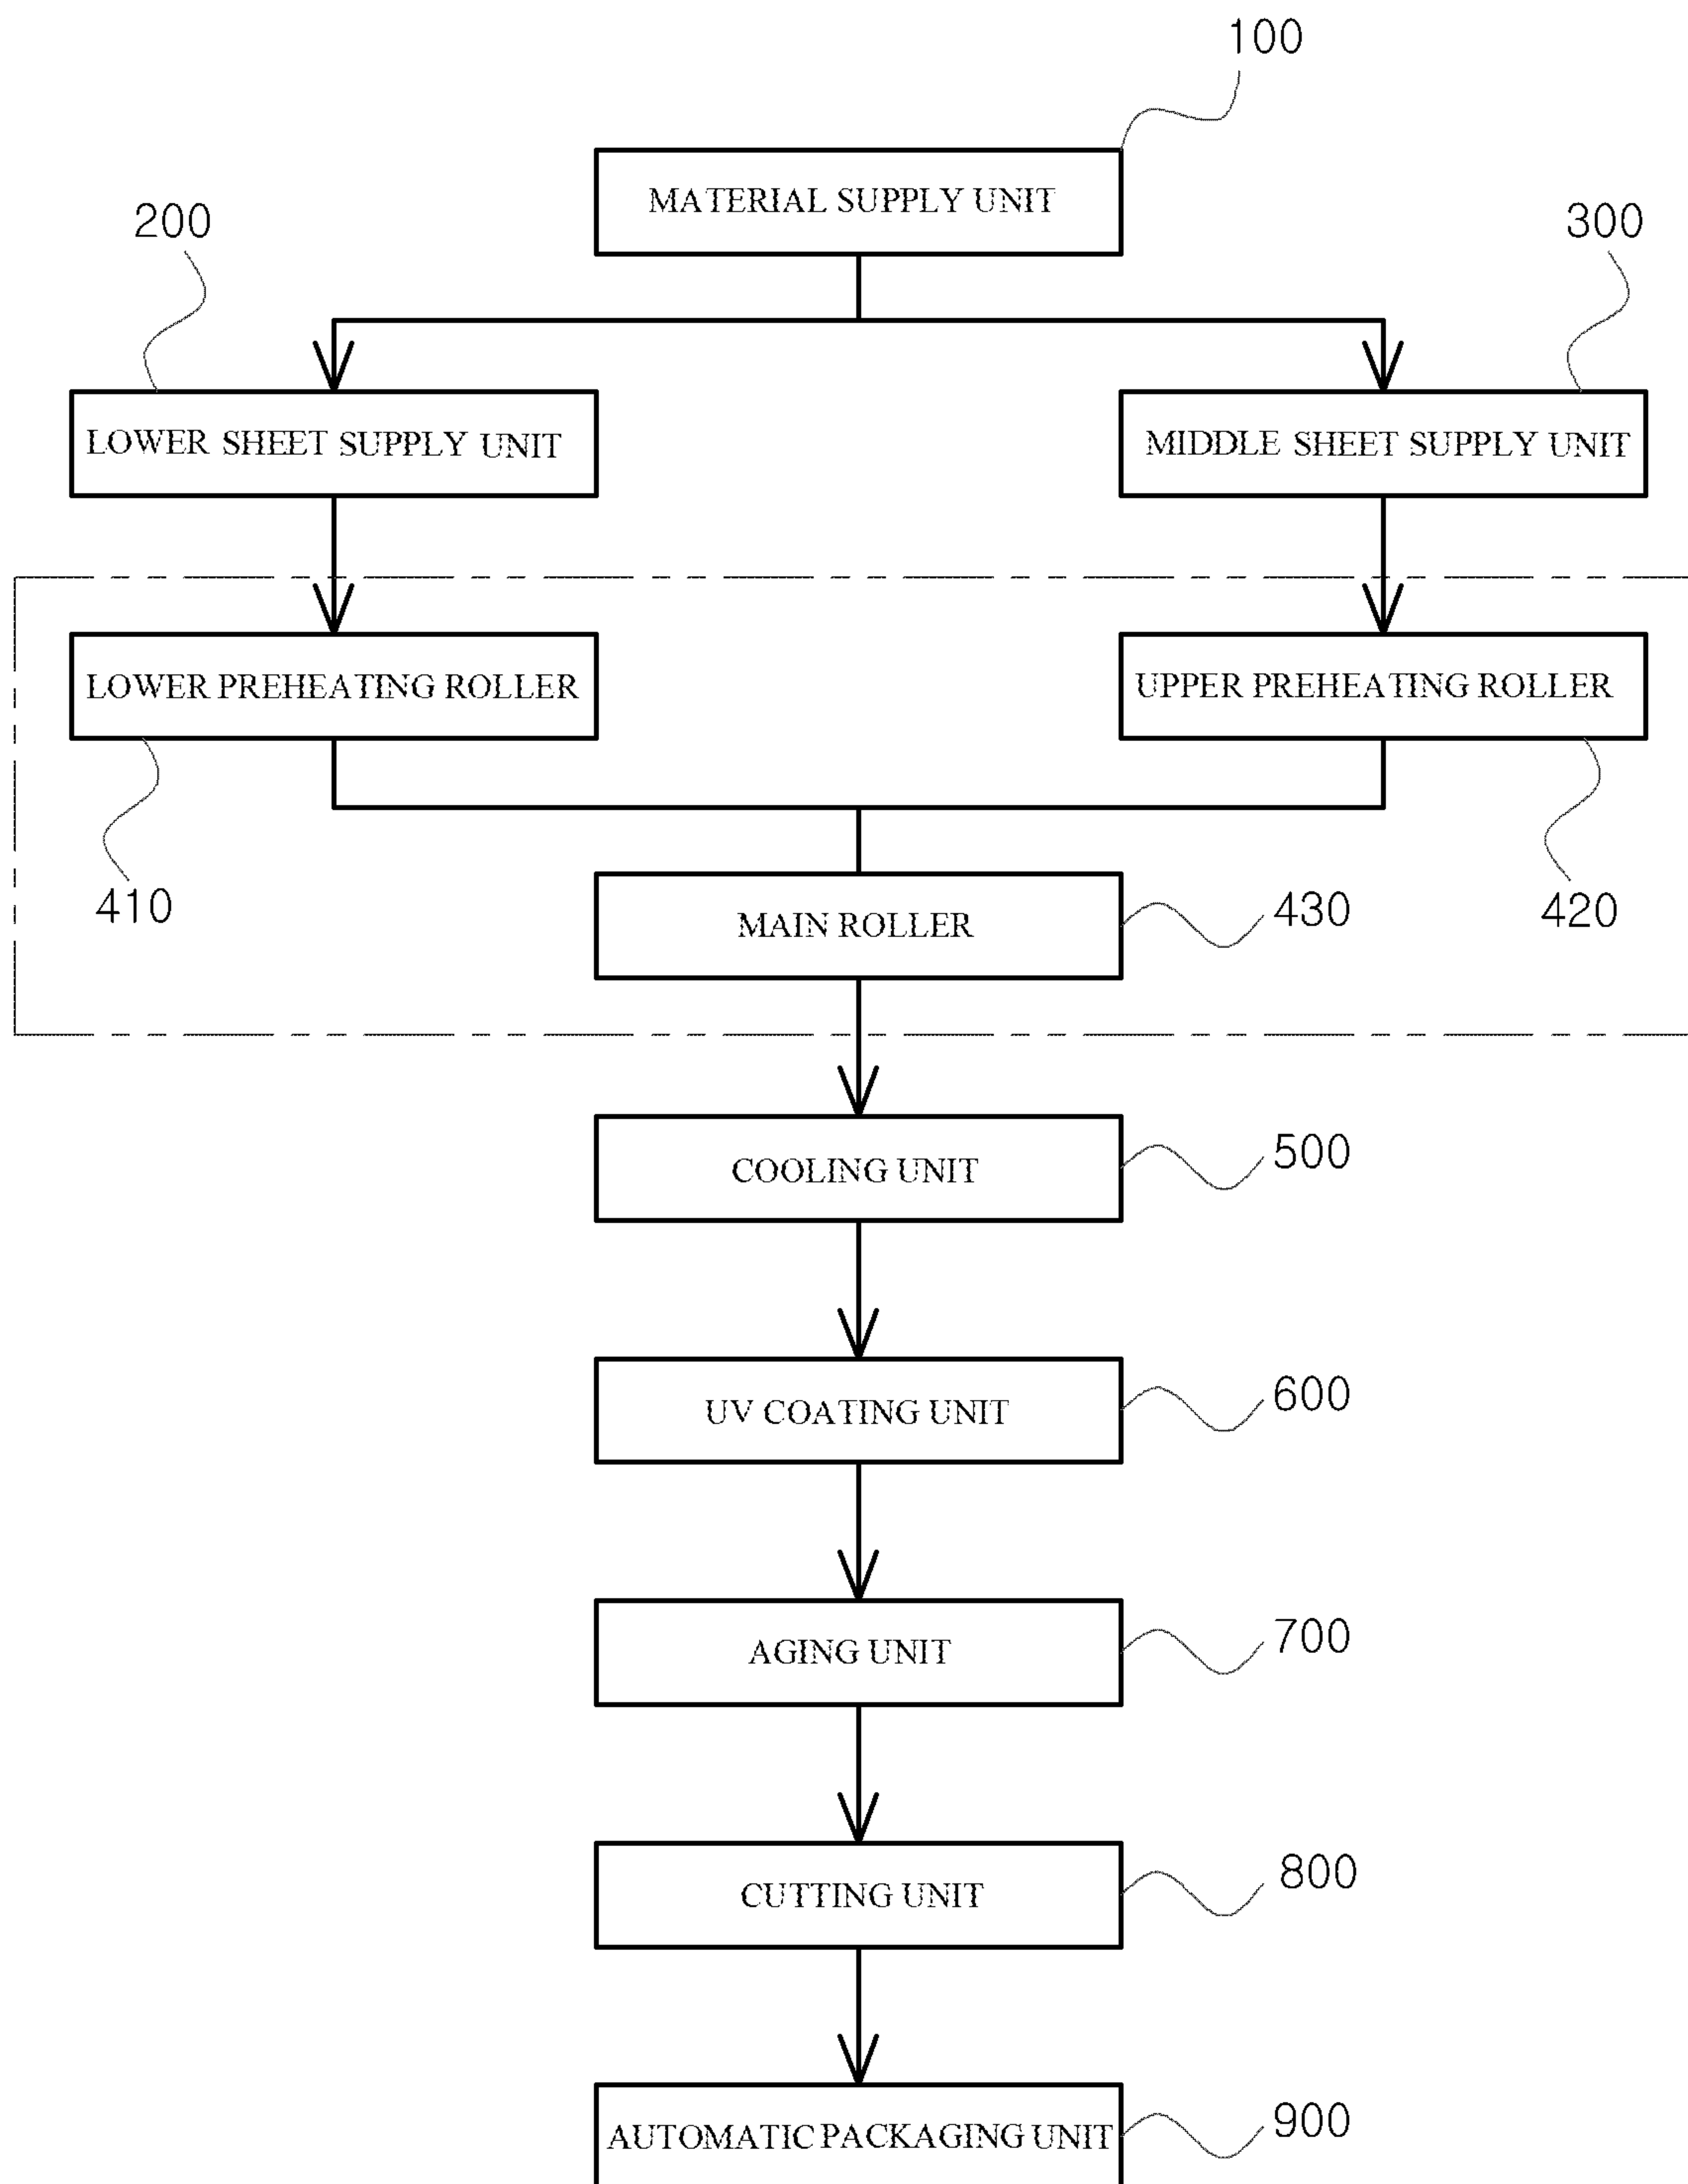 100
MATERIAL SUPPLY UNIT
200
300
LOWER SHEET SUPPLY UNIT
MIDDLE SHEET SUPPLY UNIT
LOWER PREHEATING ROLLER
UPPER PREHEATING ROLLER
410
420
MAIN ROLLER
430
COOLING UNIT
500
UV COATING UNIT
600
AGING UNIT
700
CUTTING UNIT
800
AUTOMATIC PACKAGING UNIT
900